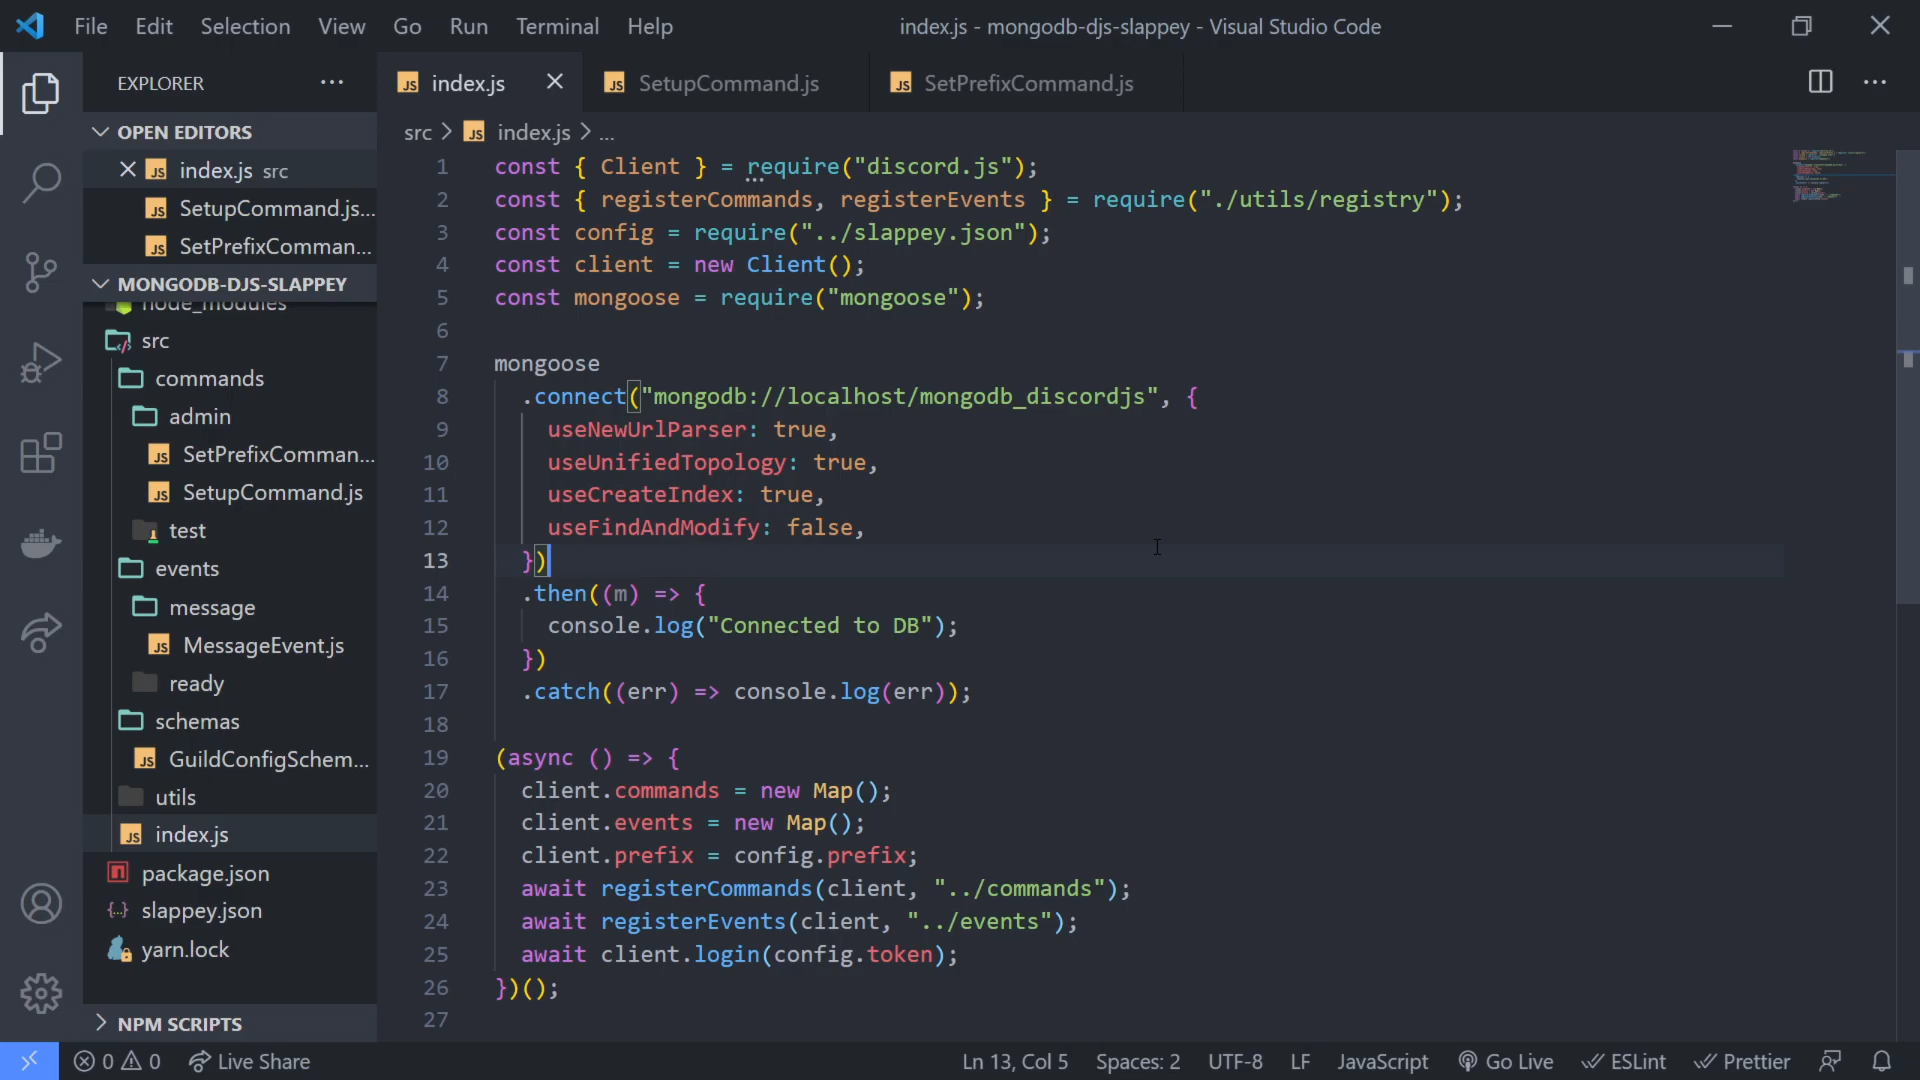 File Edit Selection View Go Run Terminal Help
index.js - mongodb-djs-slappey - Visual Studio Code
EXPLORER
OPEN EDITORS
index.js src
SetupCommand.js...
SetPrefixComman...
MONGODB-DJS-SLAPPEY
node_modules
src
commands
admin
SetPrefixComman...
SetupCommand.js
test
events
message
MessageEvent.js
ready
schemas
GuildConfigSchem...
utils
index.js
package.json
slappey.json
yarn.lock
NPM SCRIPTS
index.js
SetupCommand.js
SetPrefixCommand.js
src > index.js > ...
1 const { Client } = require("discord.js");
2 const { registerCommands, registerEvents } = require("./utils/registry");
3 const config = require("../slappey.json");
4 const client = new Client();
5 const mongoose = require("mongoose");
6
7 mongoose
8 .connect("mongodb://localhost/mongodb_discordjs", {
9 useNewUrlParser: true,
10 useUnifiedTopology: true,
11 useCreateIndex: true,
12 useFindAndModify: false,
13 })
14 .then((m) => {
15 console.log("Connected to DB");
16 })
17 .catch((err) => console.log(err));
18
19 (async () => {
20 client.commands = new Map();
21 client.events = new Map();
22 client.prefix = config.prefix;
23 await registerCommands(client, "../commands");
24 await registerEvents(client, "../events");
25 await client.login(config.token);
26 })();
27
0 0 Live Share
Ln 13, Col 5 Spaces: 2 UTF-8 LF JavaScript Go Live ESLint Prettier